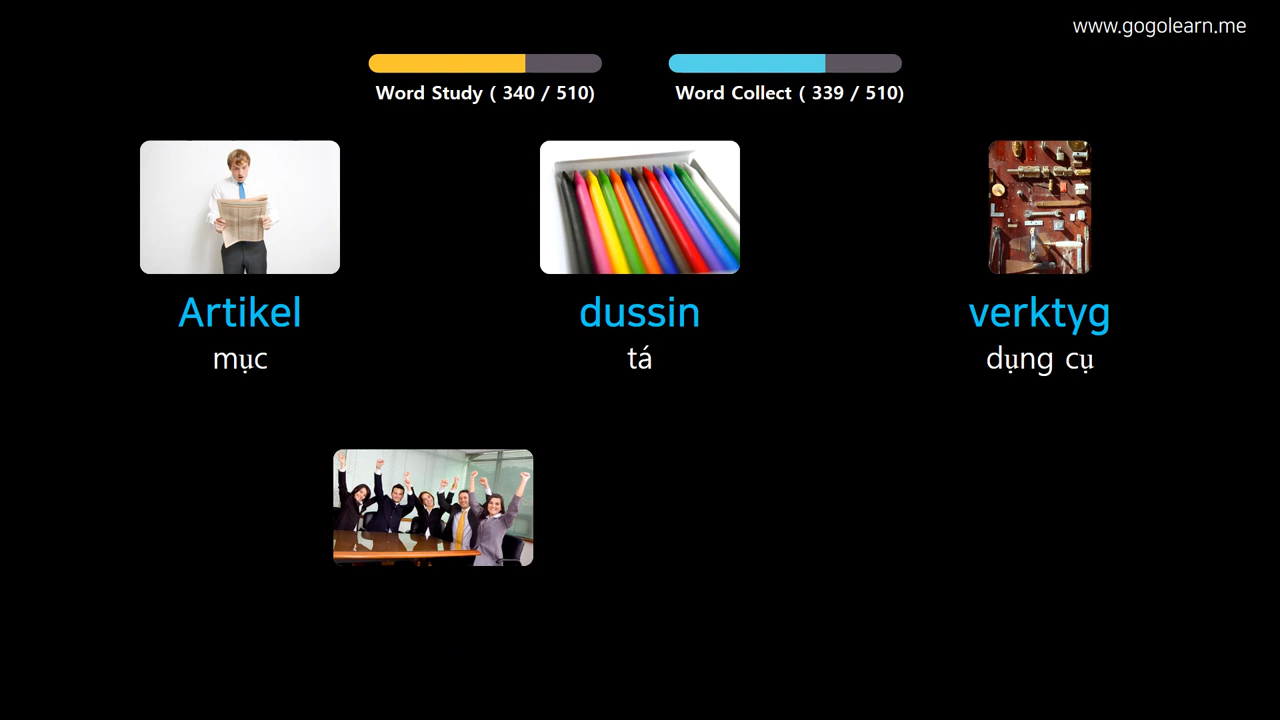 www.gogolearn.me
Word Study ( 340 / 510)
Word Collect ( 339 / 510)
Artikel
mục
dussin
tá
verktyg
dụng cụ